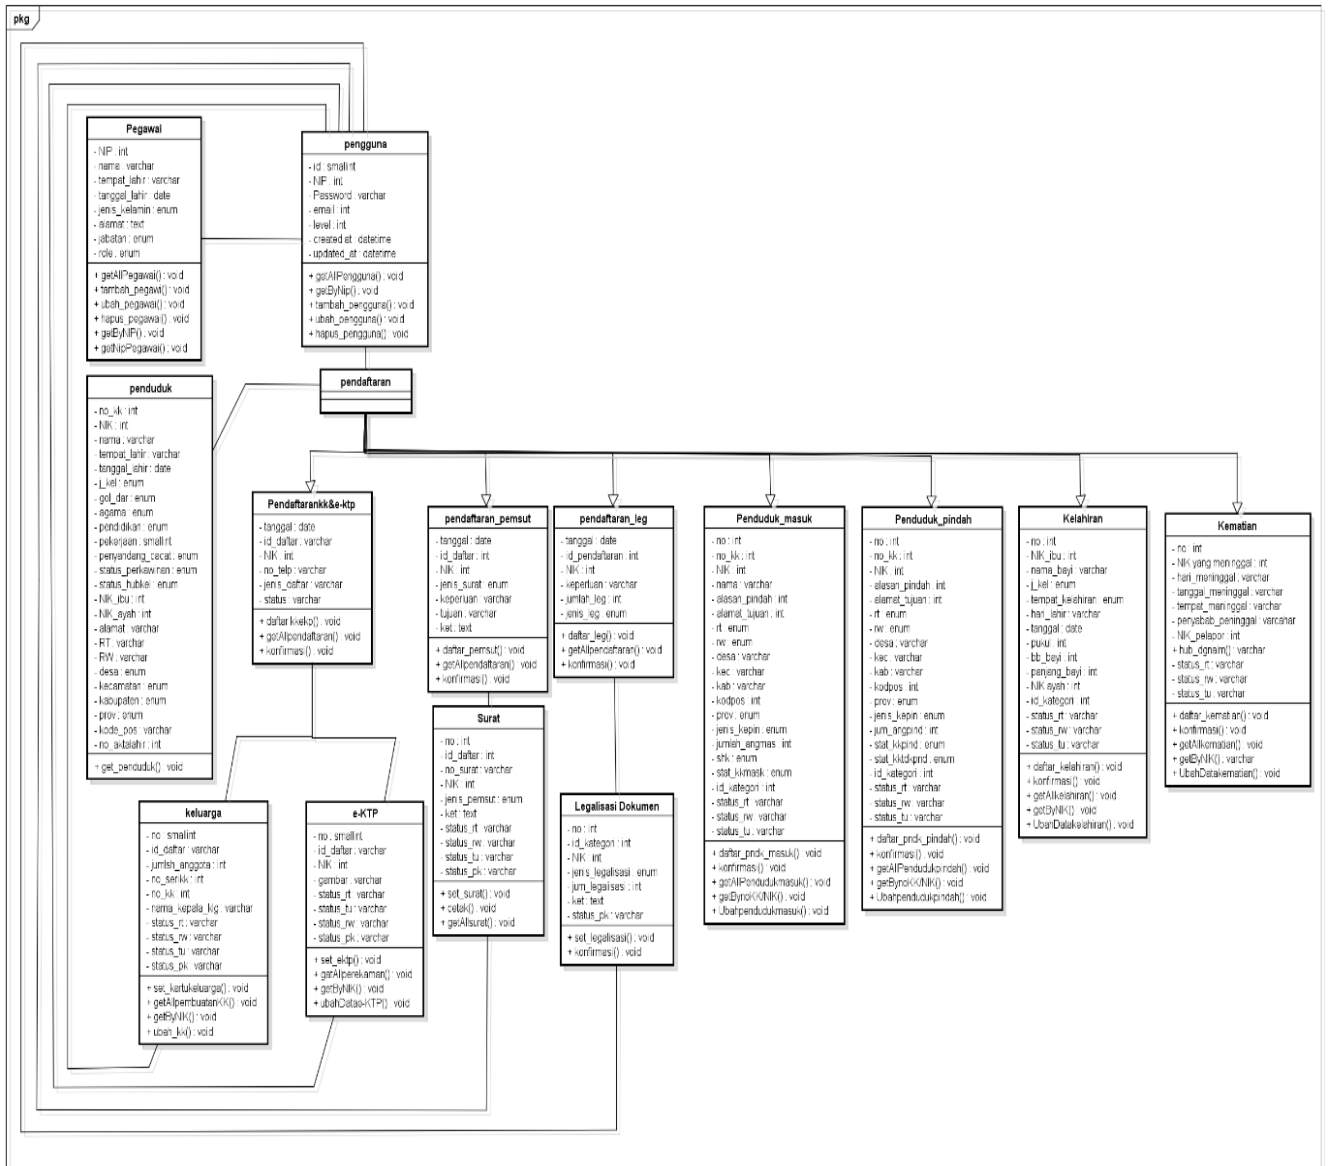 pkg
Pegawai
- NIP : int
- nama : varchar
- tempat_lahir : varchar
- tanggal_lahir : date
- jenis_kelamin : enum
- alamat : text
- jabatan : enum
- role : enum
+ getAllPegawai() : void
+ tambah_pegawi() : void
+ ubah_pegawai() : void
+ hapus_pegawai() : void
+ getByNIP() : void
+ getNipPegawai() : void
pengguna
- id : smalint
- NIP : int
- Password : varchar
- email : int
- level : int
- created at : datetime
- updated_at : datetime
+ getAllPengguna() : void
+ getByNip() : void
+ tambah_pengguna() : void
+ ubah_pengguna() : void
+ hapus_pengguna() : void
pendaftaran
penduduk
- no_kk : int
- NIK : int
- nama : varchar
- tempat_lahir : varchar
- tanggal_lahir : date
- j_kel : enum
- gol_dar : enum
- agama : enum
- pendidikan : enum
- pekerjaan : smallint
- penyandang_cacat : enum
- status_perkawinan : enum
- status_hubkel : enum
- NIK_ibu : int
- NIK_ayah : int
- alamat : varchar
- RT : varchar
- RW : varchar
- desa : enum
- kecamatan : enum
- kabupaten : enum
- prov : enum
- kode_pos : varchar
- no_aktalahir : int
+ get_penduduk() : void
Pendaftarankk&e-ktp
- tanggal : date
- id_daftar : varchar
- NIK : int
- no_telp : varchar
- jenis_daftar : varchar
- status : varchar
+ daftar kkekp() : void
+ getAllpendaftaran() : void
+ konfirmasi() : void
pendaftaran_pemsut
- tanggal : date
- id_daftar : int
- NIK : int
- jenis_surat : enum
- keperluan : varchar
- tujuan : varchar
- ket : text
+ daftar_pemsut() : void
+ getAllpendaftaran() : void
+ konfirmasi() : void
pendaftaran_leg
- tanggal : date
- id_pendaftaran : int
- NIK : int
- keperluan : varchar
- jumlah_leg : int
- jenis_leg : enum
+ daftar_leg() : void
+ getAllpendaftaran() : void
+ konfirmasi() : void
Penduduk_masuk
- no : int
- no_kk : int
- NIK : int
- nama : varchar
- alasan_pindah : int
- alamat_tujuan : int
- rt : enum
- rw : enum
- desa : varchar
- kec : varchar
- kab : varchar
- kodpos : int
- prov : enum
- jenis_kepin : enum
- jumlah_angmas : int
- shk : enum
- stat_kkmask : enum
- id_kategori : int
- status_rt : varchar
- status_rw : varchar
- status_tu : varchar
+ daftar_pndk_masuk() : void
+ konfirmasi() : void
+ getAllPendudukmasuk() : void
+ getBynoKK/NIK() : void
+ Ubahpendudukmasuk() : void
Penduduk_pindah
- no : int
- no_kk : int
- NIK : int
- alasan_pindah : int
- alamat_tujuan : int
- rt : enum
- rw : enum
- desa : varchar
- kec : varchar
- kab : varchar
- kodpos : int
- prov : enum
- jenis_kepin : enum
- jum_angpind : int
- stat_kkpind : enum
- stat_kktdkpnd : enum
- id_kategori : int
- status_rt : varchar
- status_rw : varchar
- status_tu : varchar
+ daftar_pndk_pindah() : void
+ konfirmasi() : void
+ getAllPendudukpindah() : void
+ getBynoKK/NIK() : void
+ Ubahpendudukpindah() : void
Kelahiran
- no : int
- NIK_ibu : int
- nama_bayi : varchar
- j_kel : enum
- tempat_kelahiran : enum
- hari_lahir : varchar
- tanggal : date
- pukul : int
- bb_bayi : int
- panjang_bayi : int
- NIK ayah : int
- id_kategori : int
- status_rt : varchar
- status_rw : varchar
- status_tu : varchar
+ daftar_kelahiran() : void
+ konfirmasi() : void
+ getAllkelahiran() : void
+ getByNIK() : void
+ UbahDatakelahiran() : void
Kematian
- no : int
- NIK yang meninggal : int
- hari_meninggal : varchar
- tanggal_meninggal : varchar
- tempat_maninggal : varchar
- penyabab_peninggal : varcahar
- NIK_pelapor : int
+ hub_dgnalm() : varchar
- status_rt : varchar
- status_rw : varchar
- status_tu : varchar
+ daftar_kematian() : void
+ konfirmasi() : void
+ getAllkematian() : void
+ getByNIK() : varchar
+ UbahDatakematian() : void
Surat
- no : int
- id_daftar : int
- no_surat : varchar
- NIK : int
- jenis_pemsut : enum
- ket : text
- status_rt : varchar
- status_rw : varchar
- status_tu : varchar
- status_pk : varchar
+ set_surat() : void
+ cetak() : void
+ getAllsurat() : void
Legalisasi Dokumen
- no : int
- id_kategori : int
- NIK : int
- jenis_legalisasi : enum
- jum_legalisasi : int
- ket : text
- status_pk : varchar
+ set_legalisasi() : void
+ konfirmasi() : void
keluarga
- no : smalint
- id_daftar : varchar
- jumlah_anggota : int
- no_serikk : int
- no_kk : int
- nama_kepala_klg : varchar
- status_rt : varchar
- status_rw : varchar
- status_tu : varchar
- status_pk : varchar
+ set_kartukeluarga() : void
+ getAllpembuatanKK() : void
+ getByNIK() : void
+ ubah_kk() : void
e-KTP
- no : smallint
- id_daftar : varchar
- NIK : int
- gambar : varchar
- status_rt : varchar
- status_tu : varchar
- status_rw : varchar
- status_pk : varchar
+ set_ektp() : void
+ getAllperekaman() : void
+ getByNIK() : void
+ ubahDatae-KTP() : void